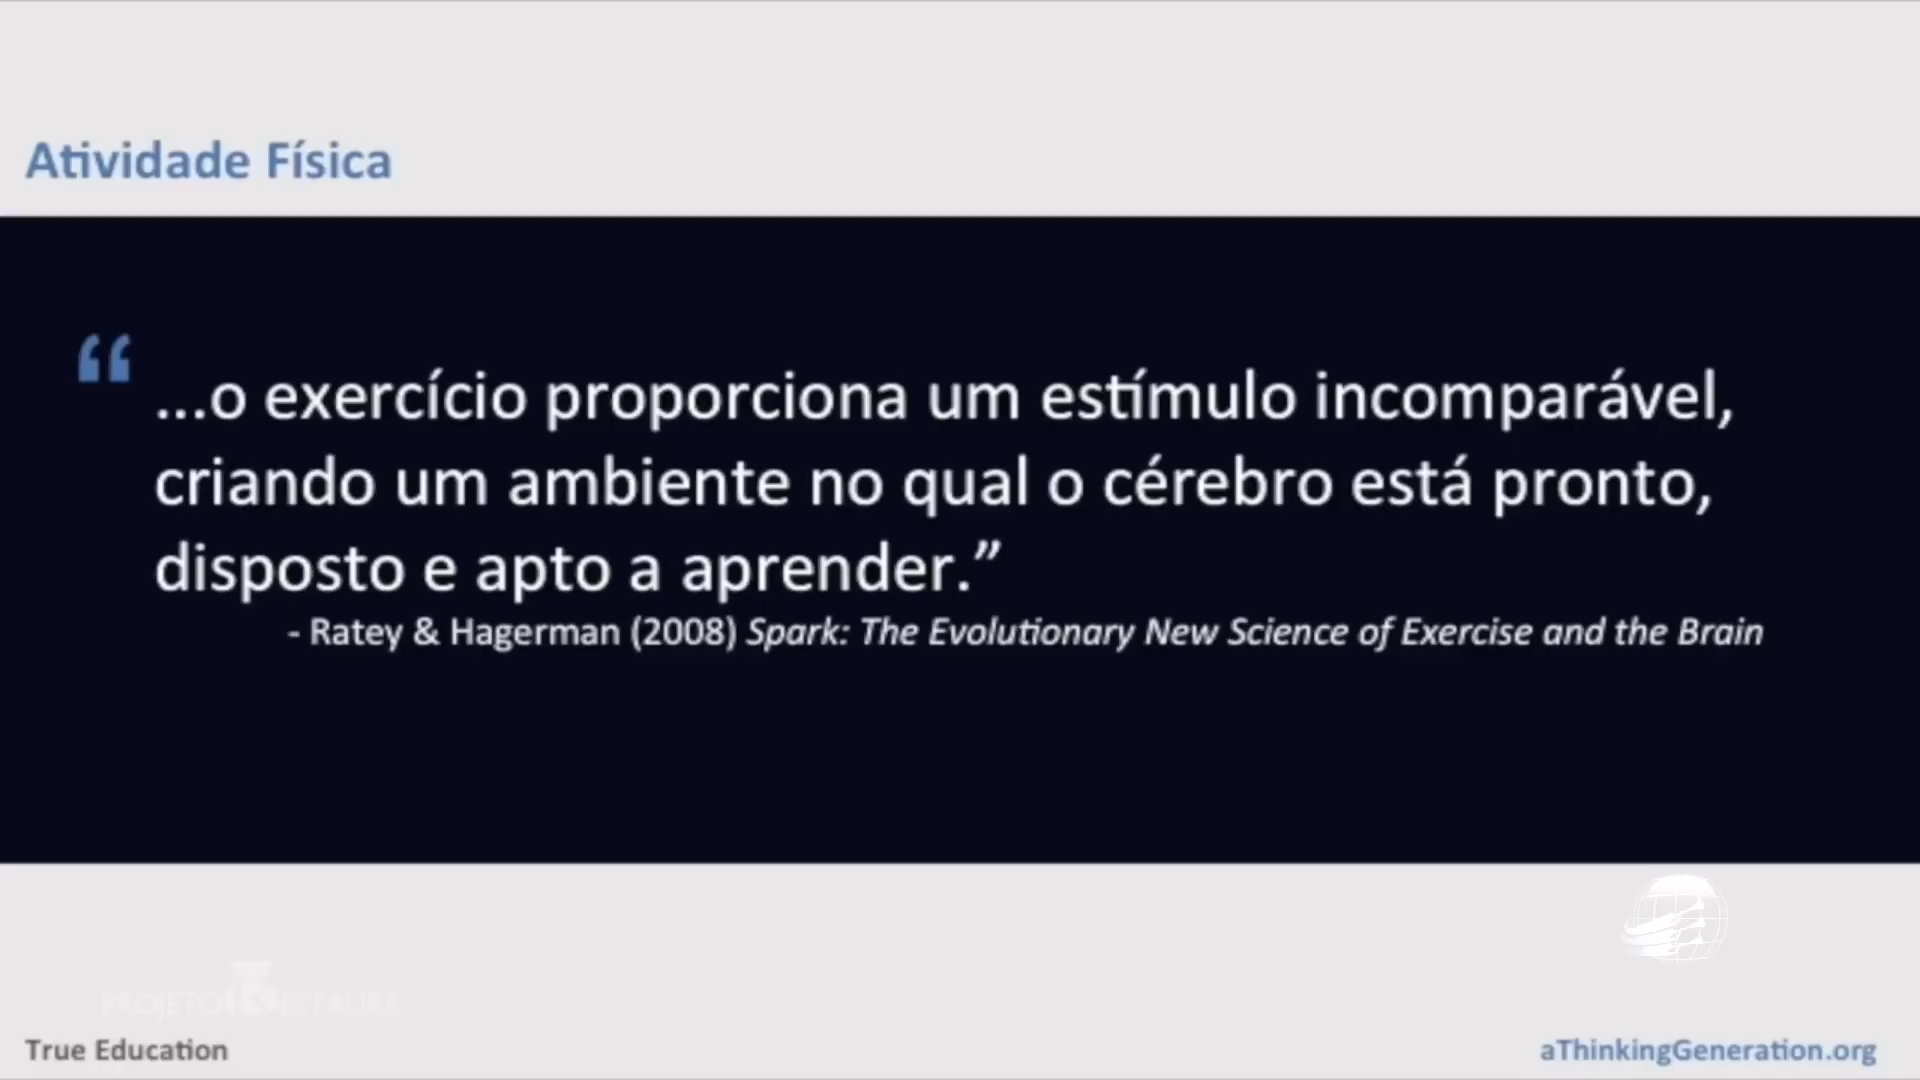 Atividade Física
“ ...o exercício proporciona um estímulo incomparável,
criando um ambiente no qual o cérebro está pronto,
disposto e apto a aprender.”
- Ratey & Hagerman (2008) Spark: The Evolutionary New Science of Exercise and the Brain
PROJETO
True Education
aThinkingGeneration.org